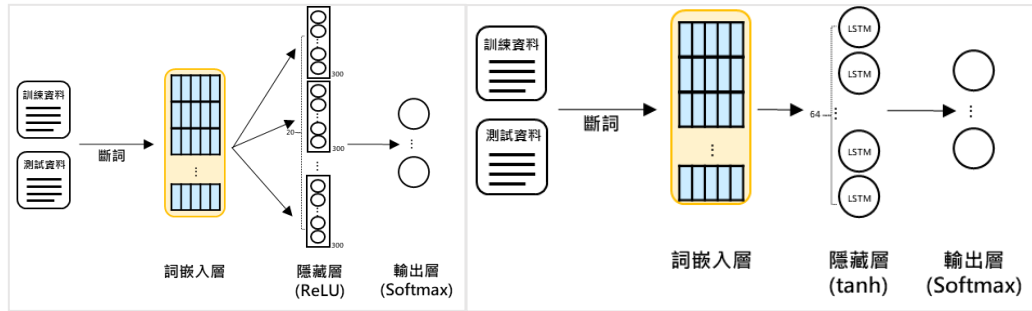 訓練資料
測試資料
斷詞
詞嵌入層
300
20
300
300
隱藏層
(ReLU)
輸出層
(Softmax)
訓練資料
測試資料
斷詞
詞嵌入層
LSTM
LSTM
64
LSTM
LSTM
隱藏層
(tanh)
輸出層
(Softmax)